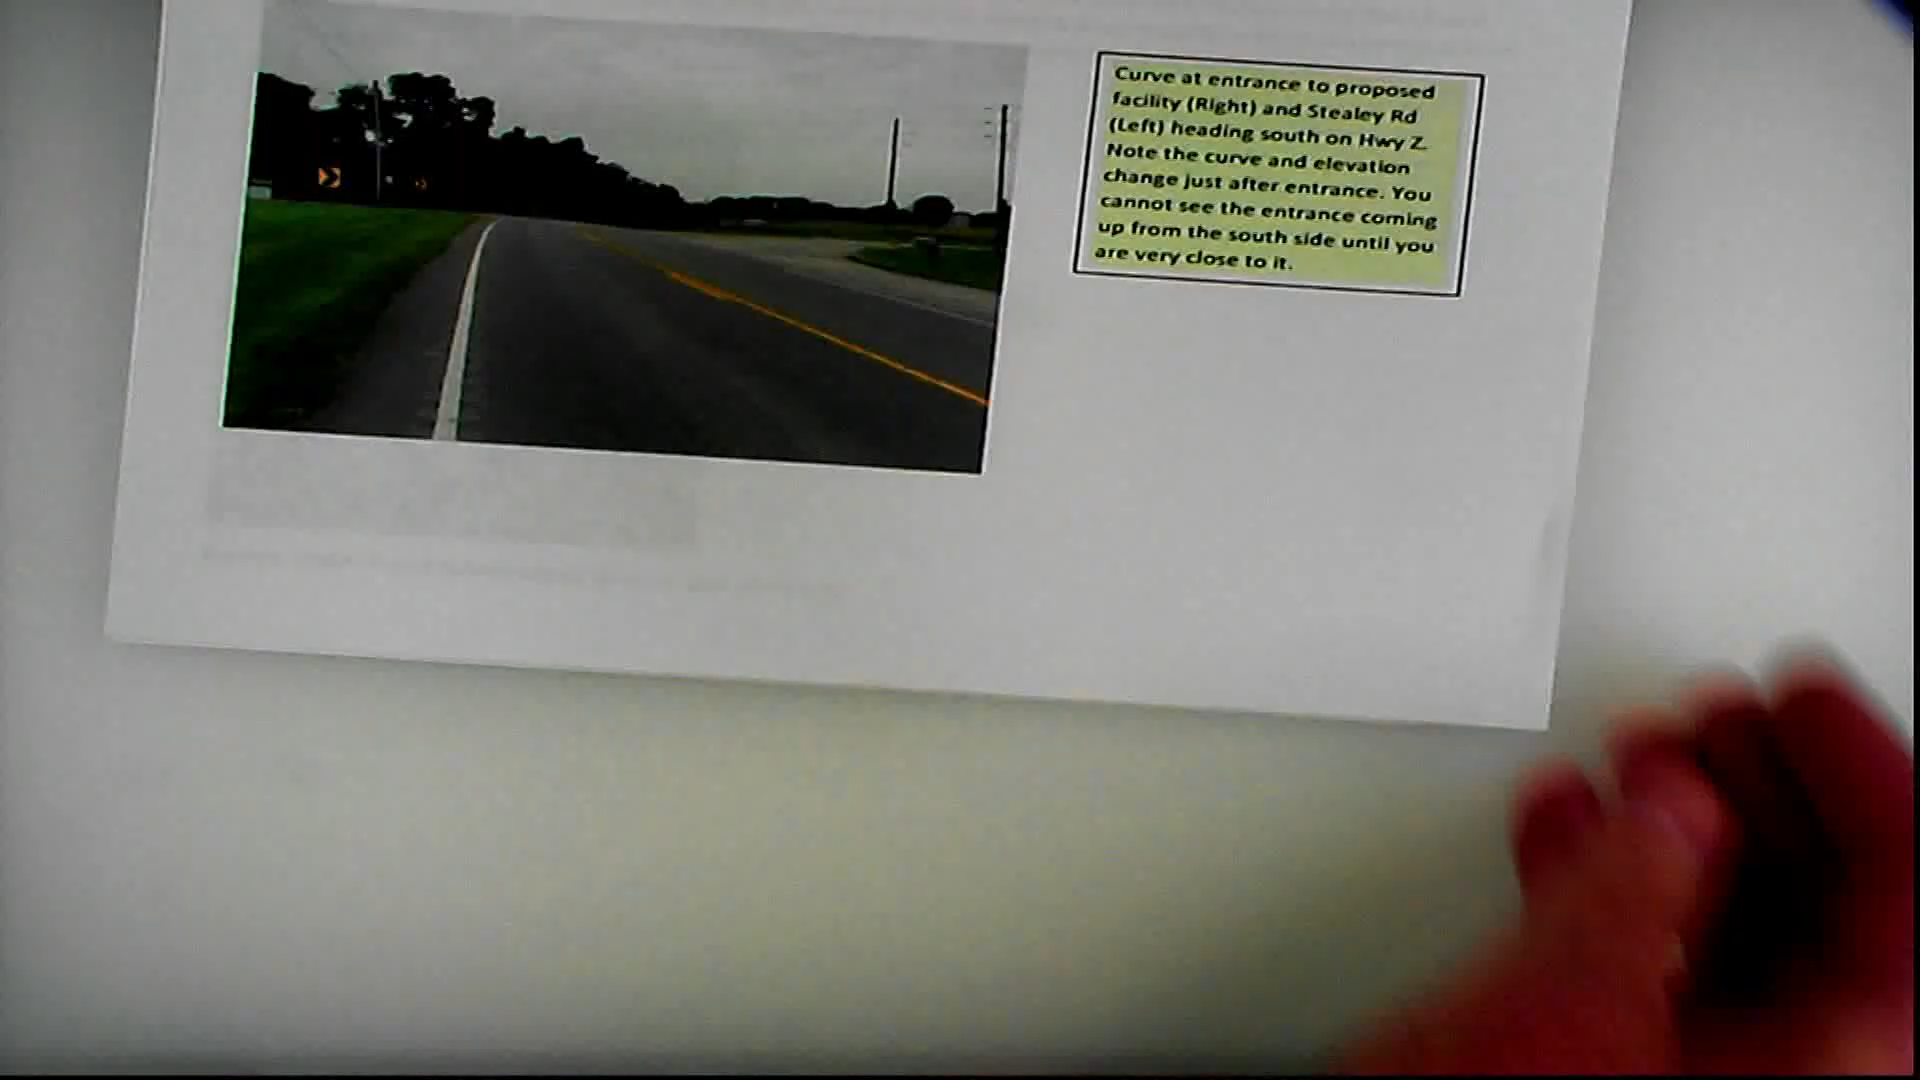 Curve at entrance to proposed
facility (Right) and Stealey Rd
(Left) heading south on Hwy Z.
Note the curve and elevation
change just after entrance. You
cannot see the entrance coming
up from the south side until you
are very close to it.